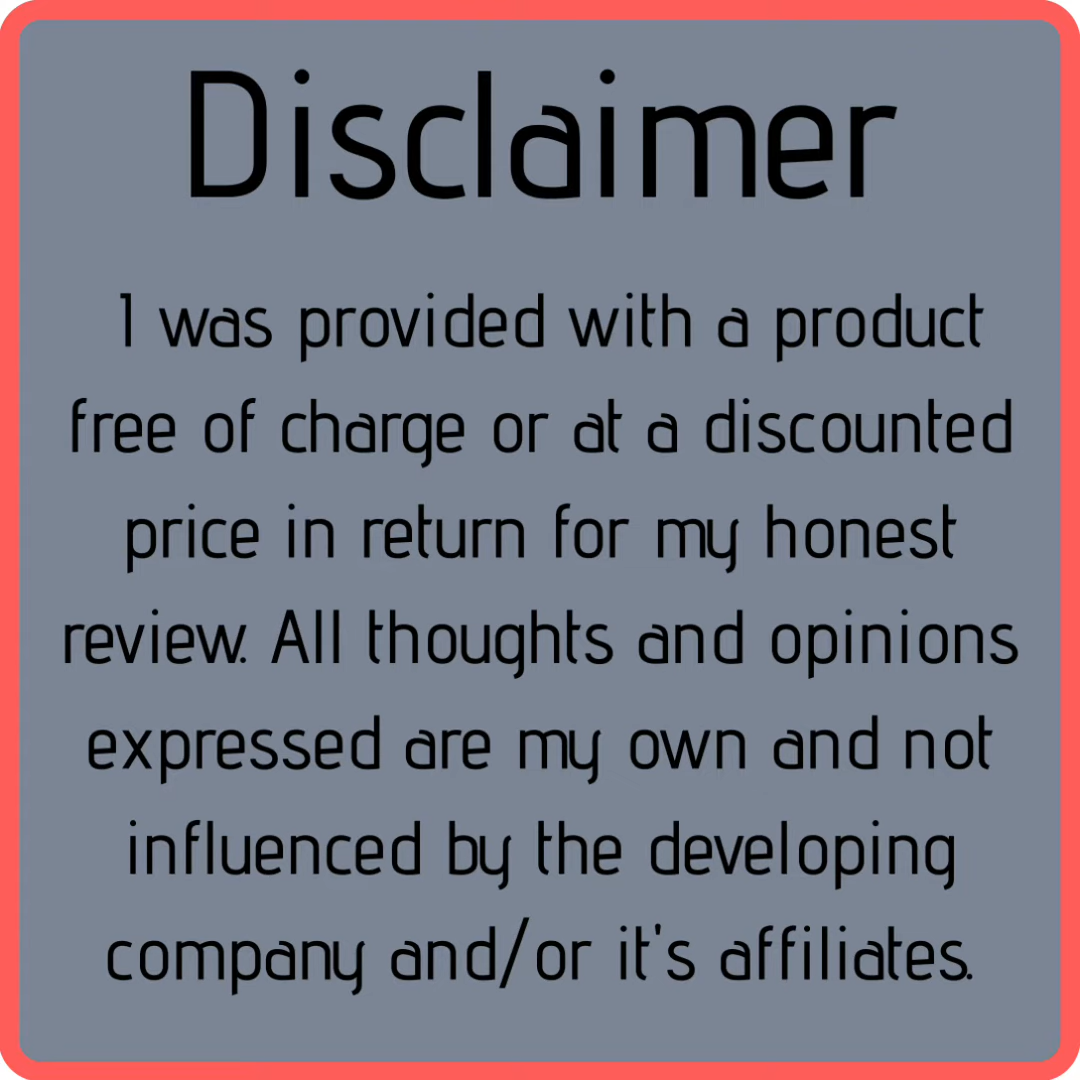 Disclaimer
I was provided with a product
free of charge or at a discounted
price in return for my honest
review. All thoughts and opinions
expressed are my own and not
influenced by the developing
company and/or it's affiliates.